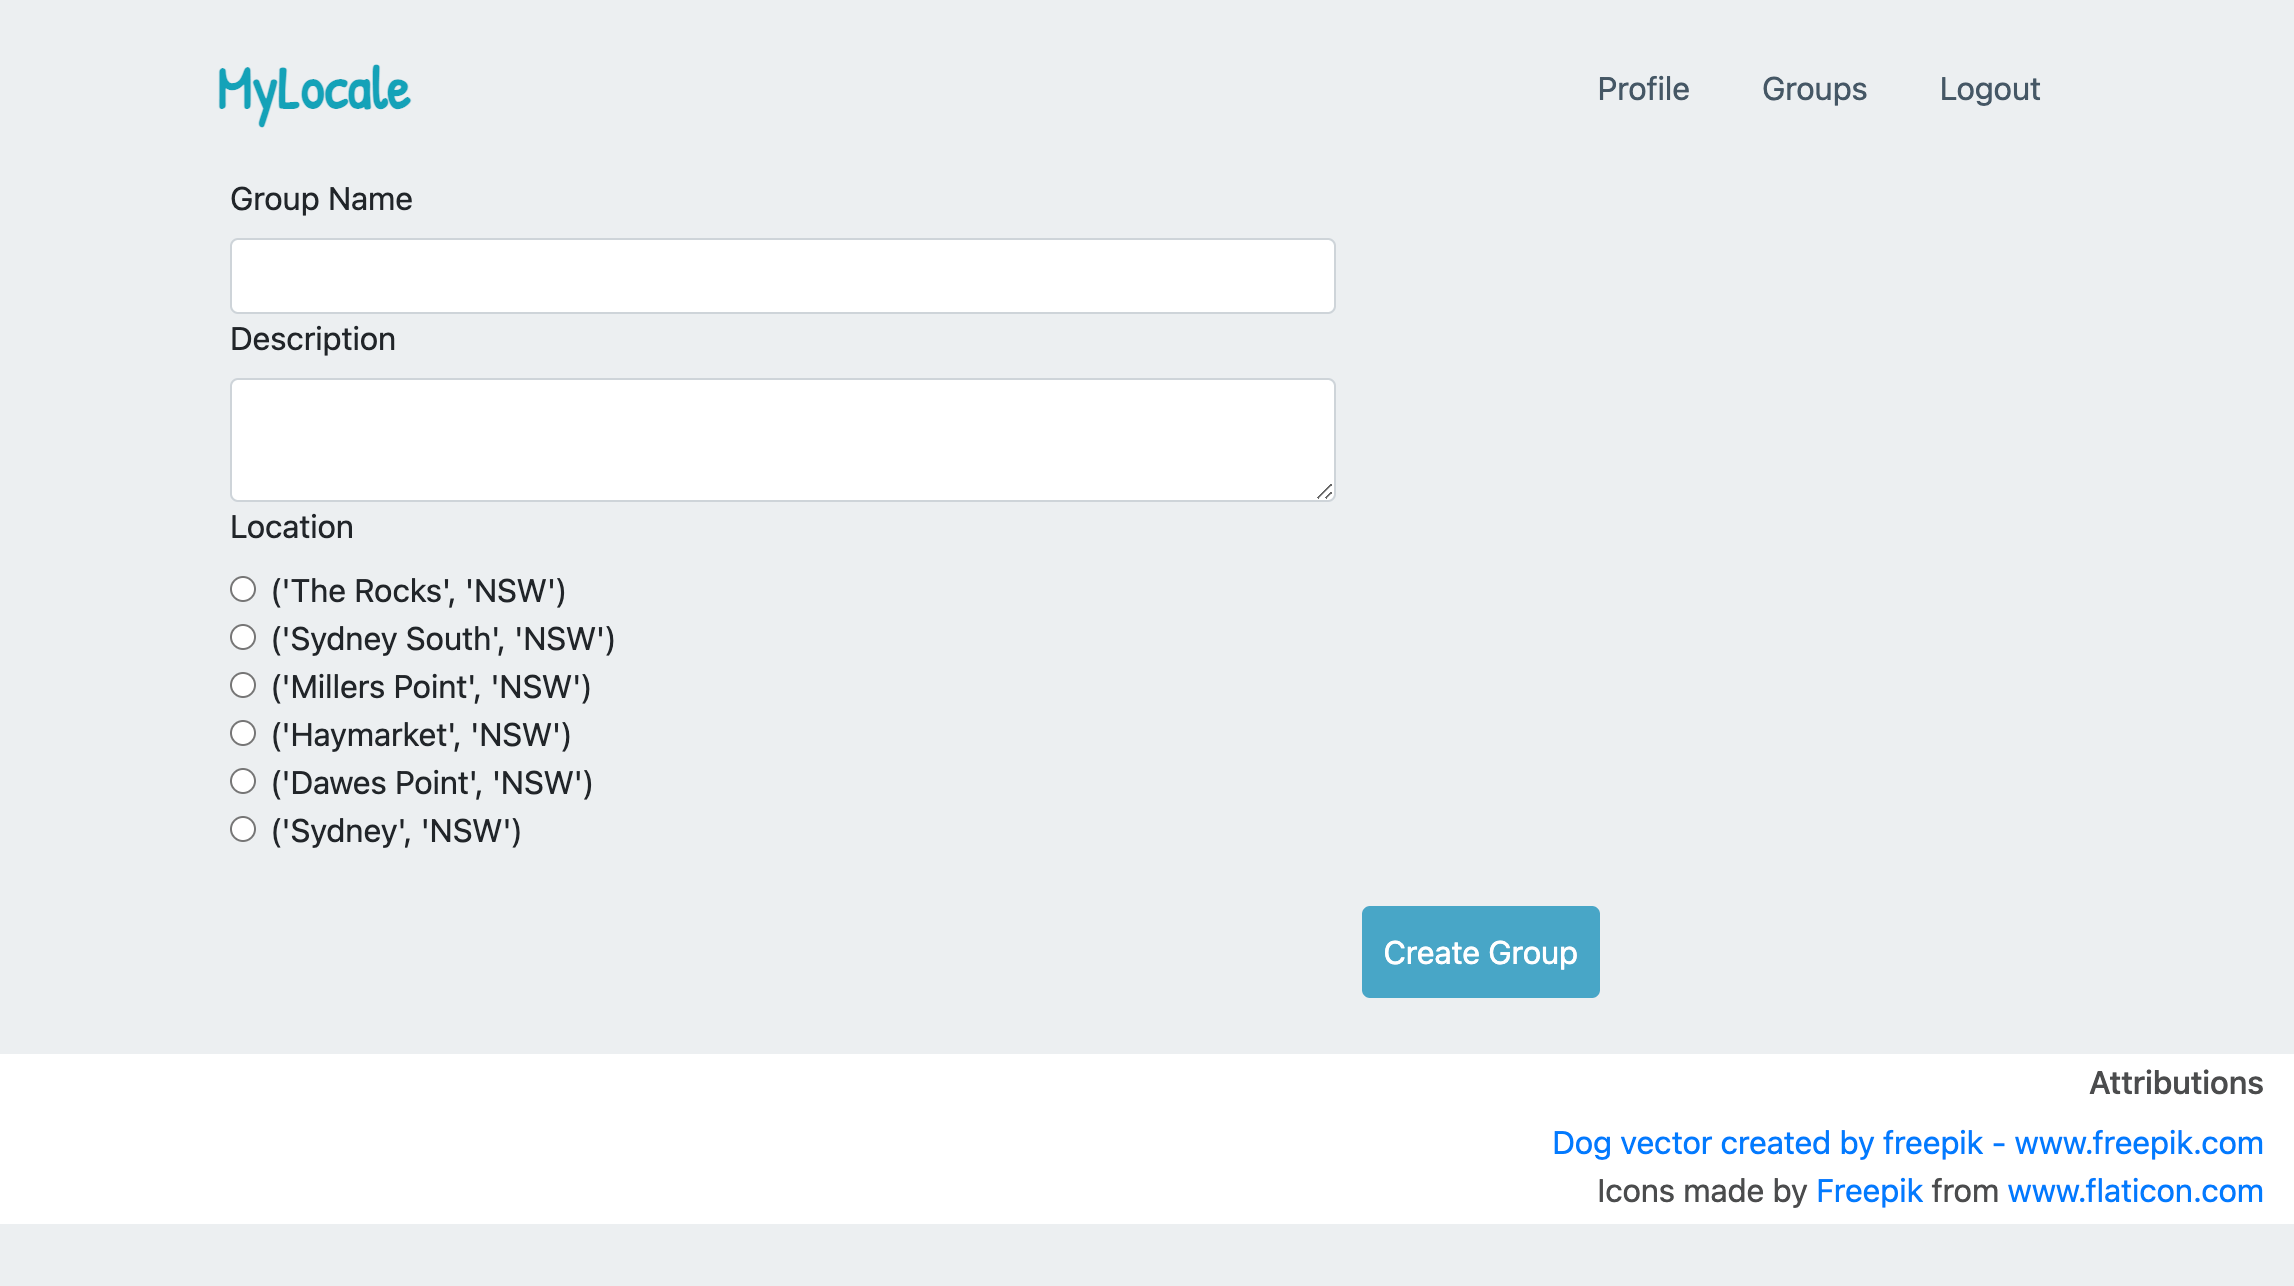 MyLocale
Profile Groups Logout
Group Name
Description
Location
('The Rocks', 'NSW')
('Sydney South', 'NSW')
('Millers Point', 'NSW')
('Haymarket', 'NSW')
('Dawes Point', 'NSW')
('Sydney', 'NSW')
Create Group
Attributions
Dog vector created by freepik - www.freepik.com
Icons made by Freepik from www.flaticon.com